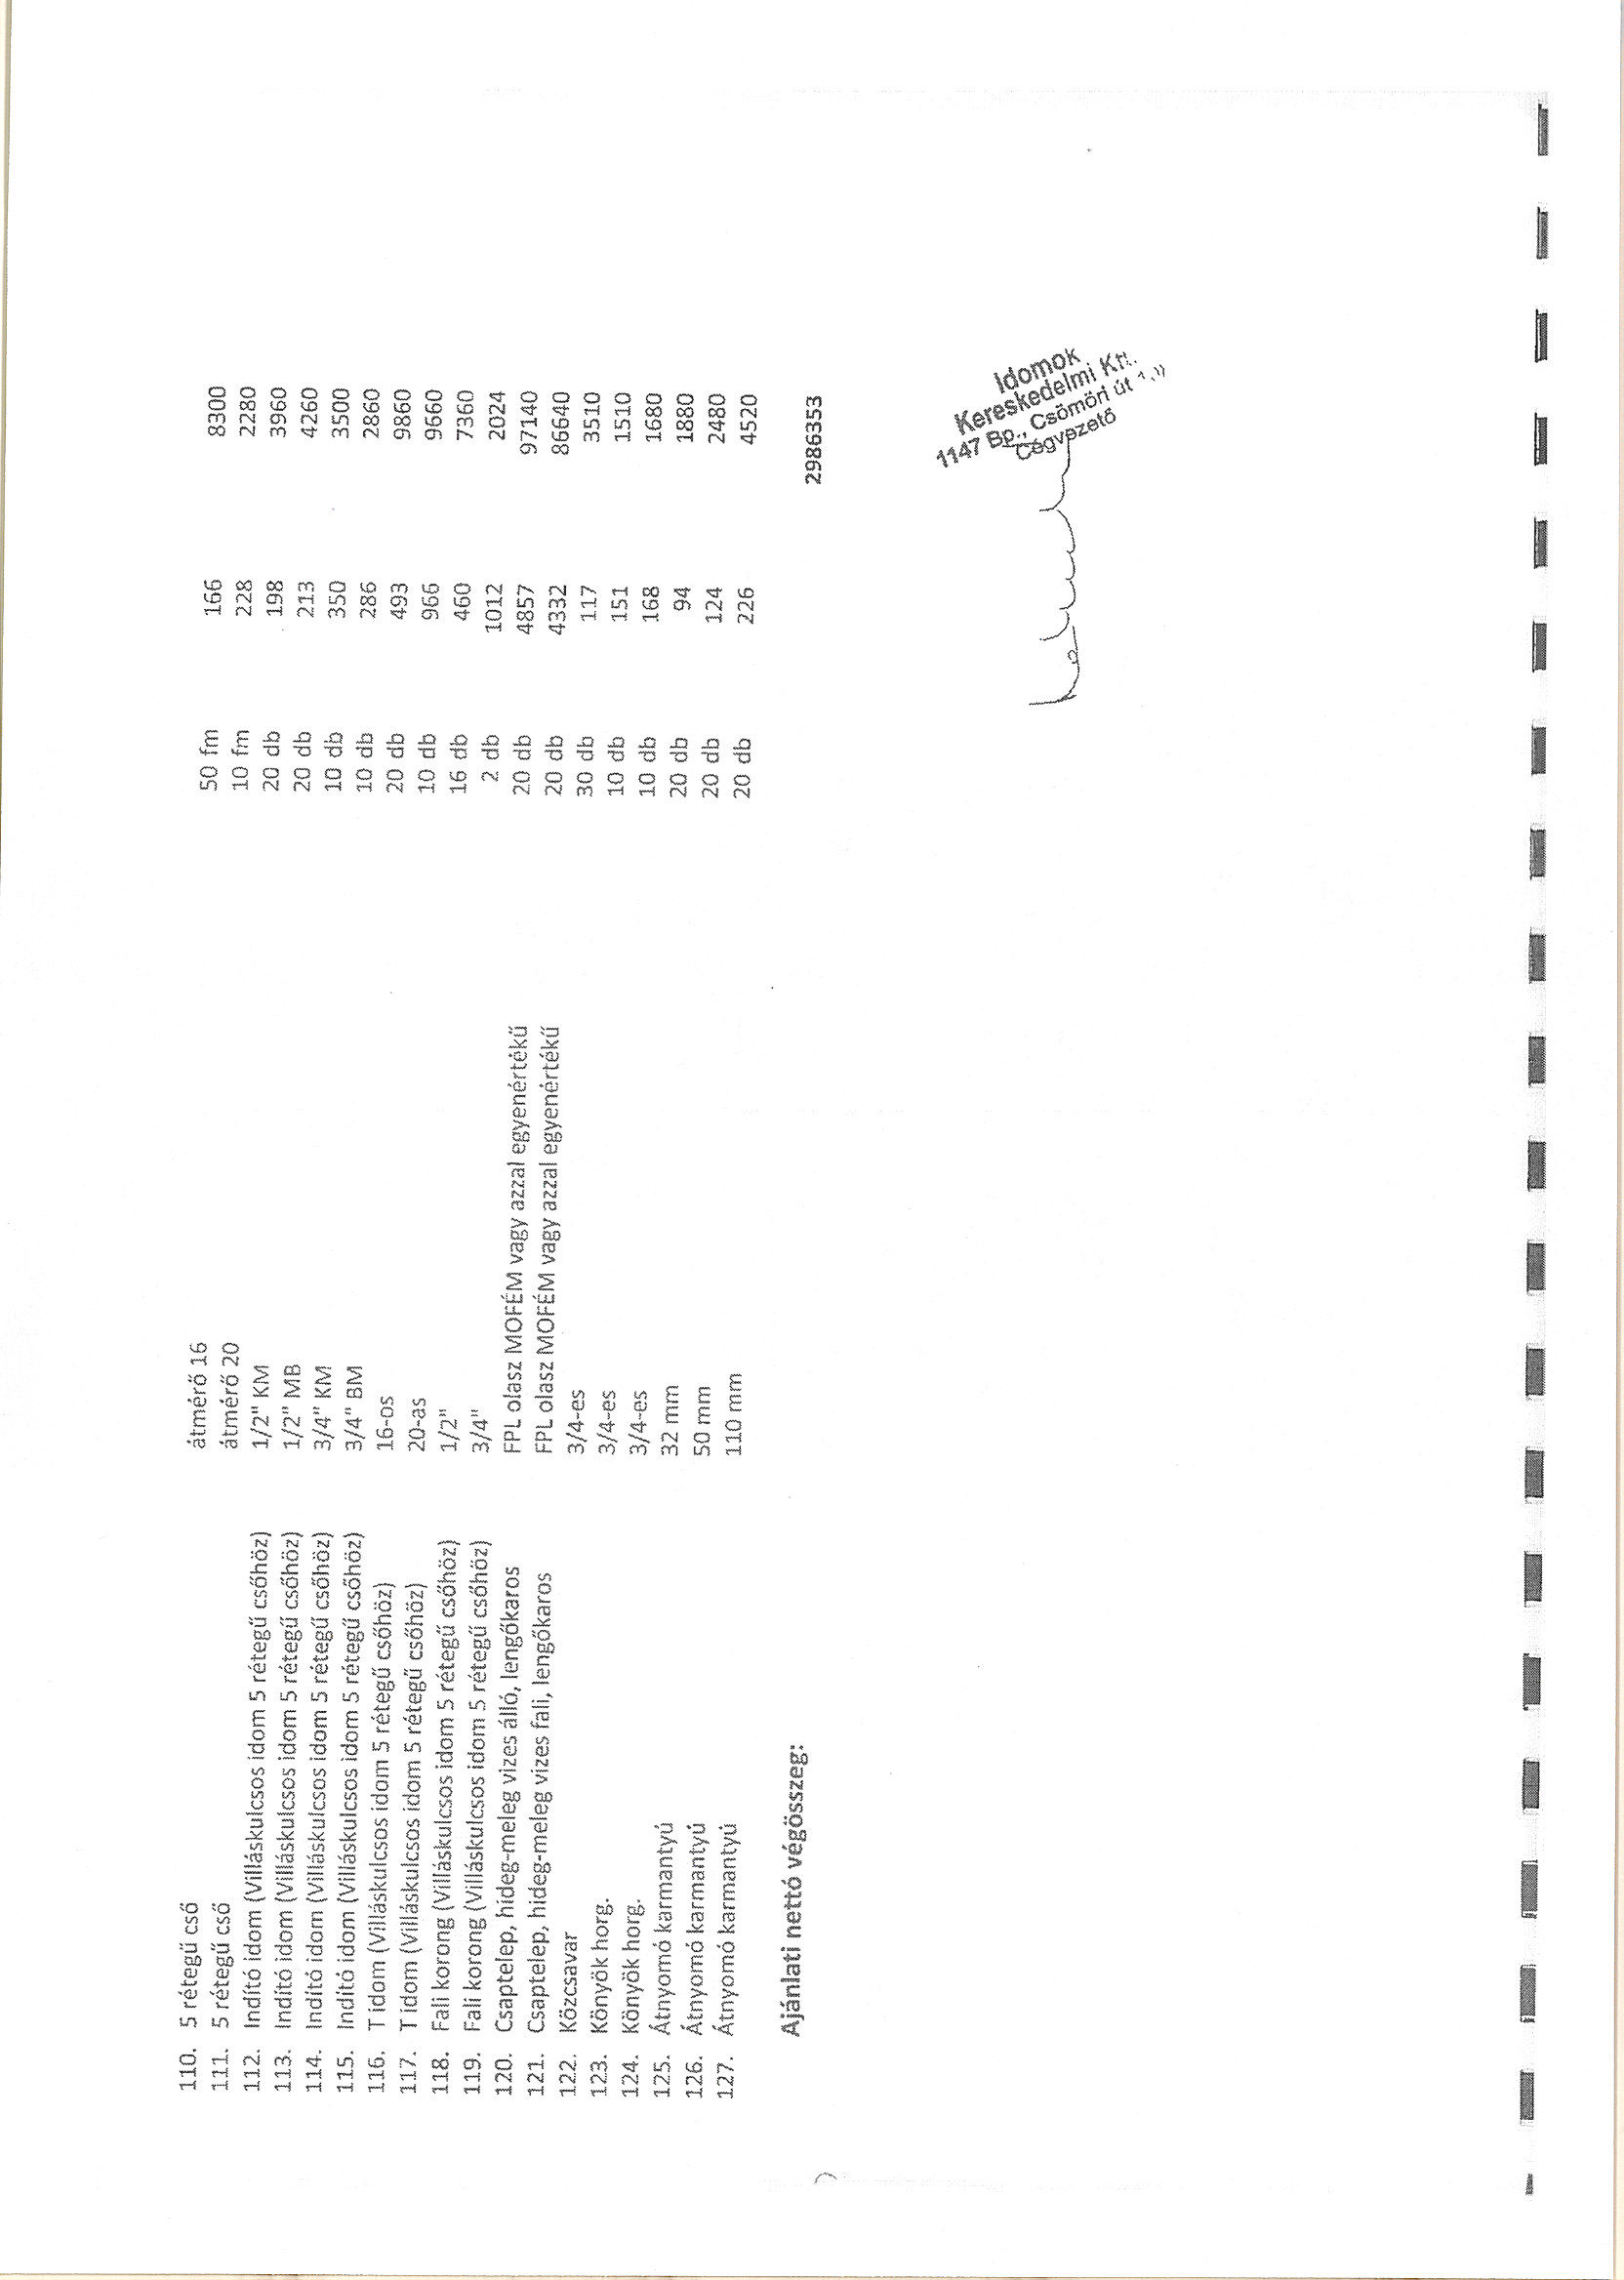 110. 5 rétegű cső átmérő 16 50 fm 166 8300
111. 5 rétegű cső átmérő 20 10 fm 228 2280
112. Indító idom (Villáskulcsos idom 5 rétegű csőhöz) 1/2" KM 20 db 198 3960
113. Indító idom (Villáskulcsos idom 5 rétegű csőhöz) 1/2" MB 20 db 213 4260
114. Indító idom (Villáskulcsos idom 5 rétegű csőhöz) 3/4" KM 10 db 350 3500
115. Indító idom (Villáskulcsos idom 5 rétegű csőhöz) 3/4" BM 10 db 286 2860
116. T idom (Villáskulcsos idom 5 rétegű csőhöz) 16-os 20 db 493 9860
117. T idom (Villáskulcsos idom 5 rétegű csőhöz) 20-as 10 db 966 9660
118. Fali korong (Villáskulcsos idom 5 rétegű csőhöz) 1/2" 16 db 460 7360
119. Fali korong (Villáskulcsos idom 5 rétegű csőhöz) 3/4" 2 db 1012 2024
120. Csaptelep, hideg-meleg vizes álló, lengőkaros FPL olasz MOFÉM vagy azzal egyenértékű 20 db 4857 97140
121. Csaptelep, hideg-meleg vizes fali, lengőkaros FPL olasz MOFÉM vagy azzal egyenértékű 20 db 4332 86640
122. Közcsavar 3/4-es 30 db 117 3510
123. Könyök horg. 3/4-es 10 db 151 1510
124. Könyök horg. 3/4-es 10 db 168 1680
125. Átnyomó karmantyú 32 mm 20 db 94 1880
126. Átnyomó karmantyú 50 mm 20 db 124 2480
127. Átnyomó karmantyú 110 mm 20 db 226 4520
Ajánlati nettó végösszeg: 2986353
Idomok
Kereskedelmi Kft.
1147 Bp., Csömöri út
Cégvezető